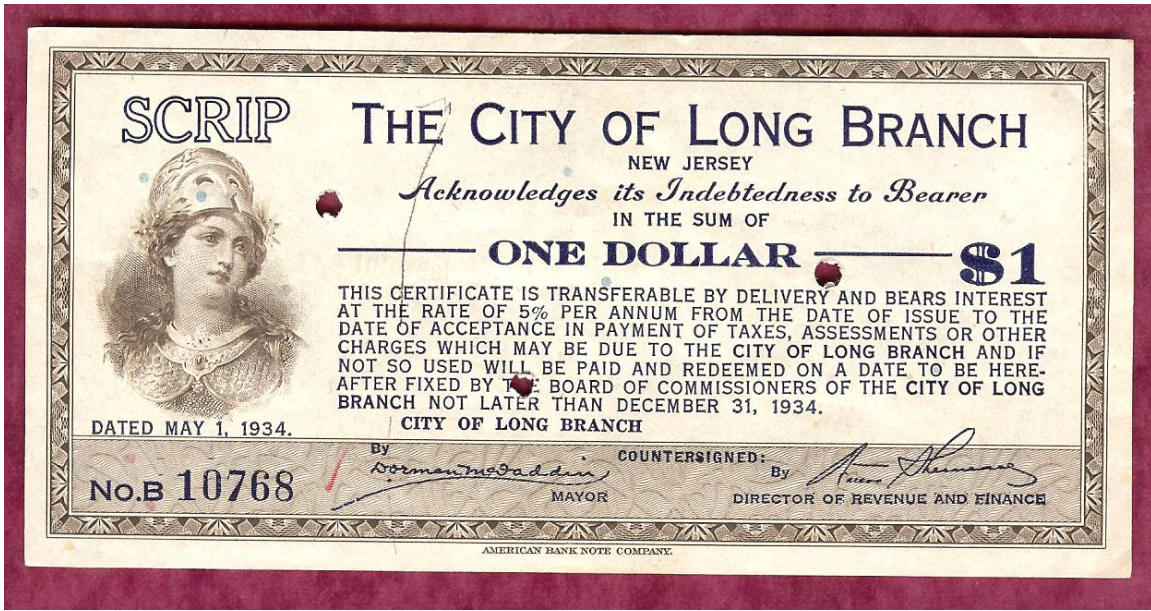 SCRIP
THE CITY OF LONG BRANCH
NEW JERSEY
Acknowledges its Indebtedness to Bearer
IN THE SUM OF
ONE DOLLAR $1
THIS CERTIFICATE IS TRANSFERABLE BY DELIVERY AND BEARS INTEREST
AT THE RATE OF 5% PER ANNUM FROM THE DATE OF ISSUE TO THE
DATE OF ACCEPTANCE IN PAYMENT OF TAXES, ASSESSMENTS OR OTHER
CHARGES WHICH MAY BE DUE TO THE CITY OF LONG BRANCH AND IF
NOT SO USED WILL BE PAID AND REDEEMED ON A DATE TO BE HERE-
AFTER FIXED BY THE BOARD OF COMMISSIONERS OF THE CITY OF LONG
BRANCH NOT LATER THAN DECEMBER 31, 1934.
DATED MAY 1, 1934.
CITY OF LONG BRANCH
No.B 10768
By Dorman McFaddin
MAYOR
COUNTERSIGNED:
By
DIRECTOR OF REVENUE AND FINANCE
AMERICAN BANK NOTE COMPANY.